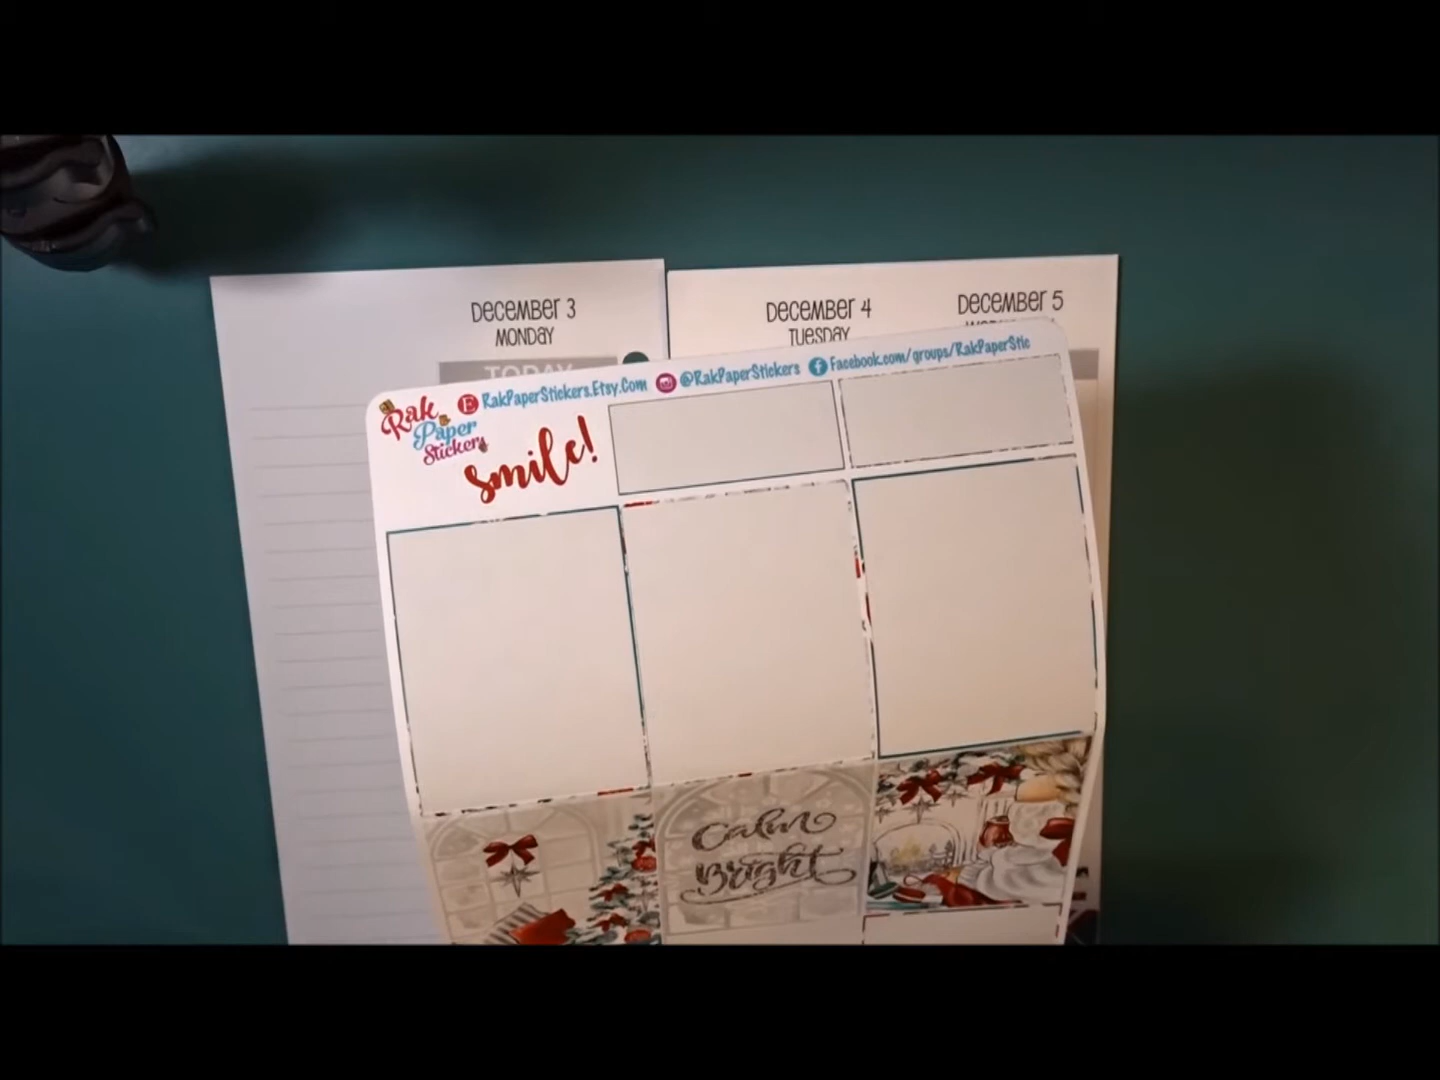 DECEMBER 3
MONDAY
DECEMBER 4
TUESDAY
DECEMBER 5
TODAY
Rak
Paper
Stickers
RakPaperStickers.Etsy.Com
@RakPaperStickers
Facebook.com/groups/RakPaperStic
smile!
Calm
Bright